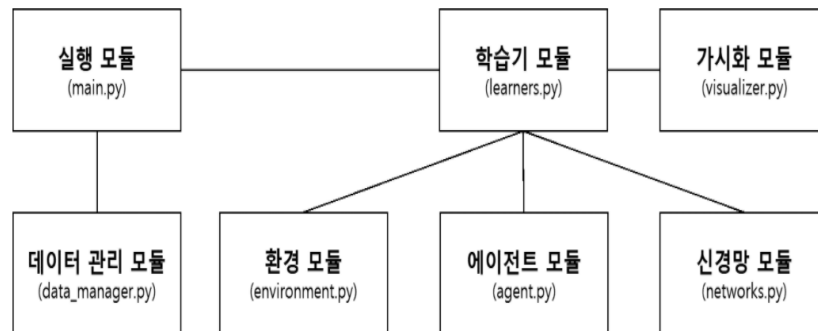 실행 모듈
(main.py)
학습기 모듈
(learners.py)
가시화 모듈
(visualizer.py)
데이터 관리 모듈
(data_manager.py)
환경 모듈
(environment.py)
에이전트 모듈
(agent.py)
신경망 모듈
(networks.py)